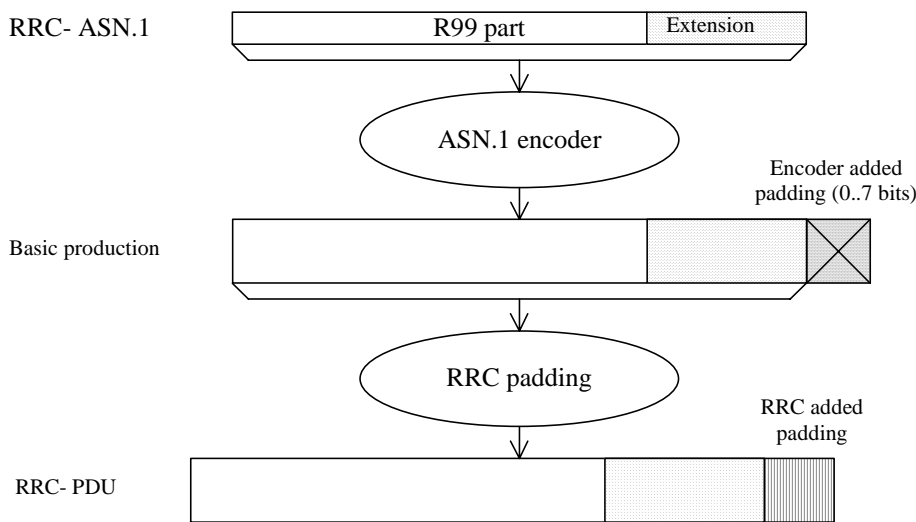 RRC- ASN.1
R99 part
Extension
ASN.1 encoder
Encoder added
padding (0..7 bits)
Basic production
RRC padding
RRC added
padding
RRC- PDU